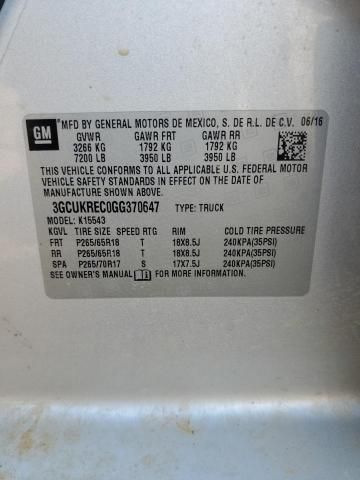 GM
MFD BY GENERAL MOTORS DE MEXICO, S. DE R.L. DE C.V. 06/16
GVWR GAWR FRT GAWR RR
3266 KG 1792 KG 1792 KG
7200 LB 3950 LB 3950 LB
THIS VEHICLE CONFORMS TO ALL APPLICABLE U.S. FEDERAL MOTOR
VEHICLE SAFETY STANDARDS IN EFFECT ON THE DATE OF
MANUFACTURE SHOWN ABOVE.
3GCUKREC0GG370647 TYPE: TRUCK
MODEL: K15543
KGVL TIRE SIZE SPEED RTG RIM COLD TIRE PRESSURE
FRT P265/65R18 T 18X8.5J 240KPA(35PSI)
RR P265/65R18 T 18X8.5J 240KPA(35PSI)
SPA P265/70R17 S 17X7.5J 240KPA(35PSI)
SEE OWNER'S MANUAL FOR MORE INFORMATION.